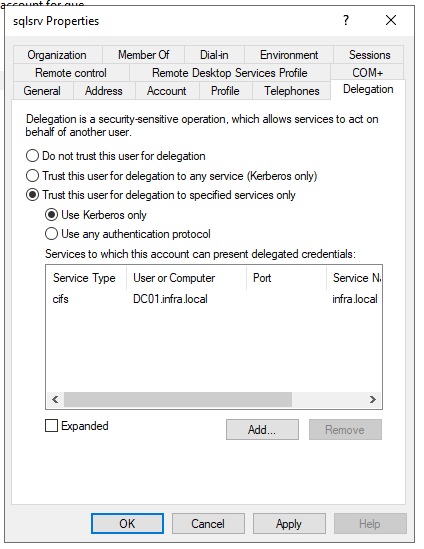 account for que
sqlsrv Properties
Organization Member Of Dial-in Environment Sessions
Remote control Remote Desktop Services Profile COM+
General Address Account Profile Telephones Delegation
Delegation is a security-sensitive operation, which allows services to act on
behalf of another user.
Do not trust this user for delegation
Trust this user for delegation to any service (Kerberos only)
Trust this user for delegation to specified services only
Use Kerberos only
Use any authentication protocol
Services to which this account can present delegated credentials:
Service Type User or Computer Port Service Na
cifs DC01.infra.local infra.local
Expanded Add... Remove
OK Cancel Apply Help